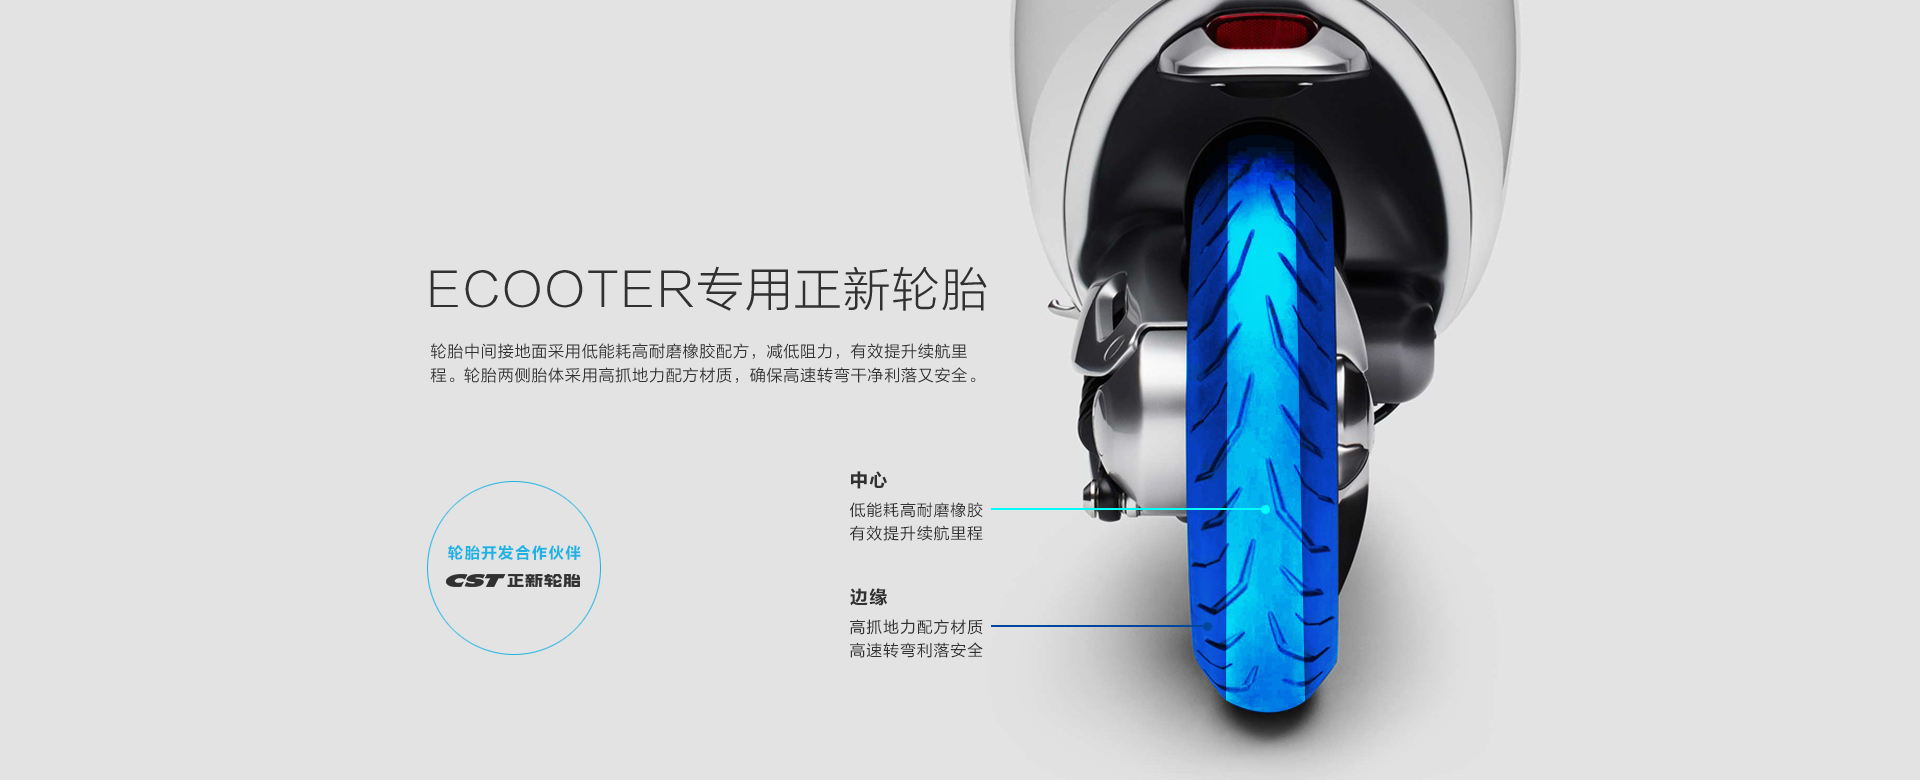 ECOOTER专用正新轮胎
轮胎中间接地面采用低能耗高耐磨橡胶配方，减低阻力，有效提升续航里
程。轮胎两侧胎体采用高抓地力配方材质，确保高速转弯干净利落又安全。
中心
低能耗高耐磨橡胶
有效提升续航里程
轮胎开发合作伙伴
CST正新轮胎
边缘
高抓地力配方材质
高速转弯利落安全